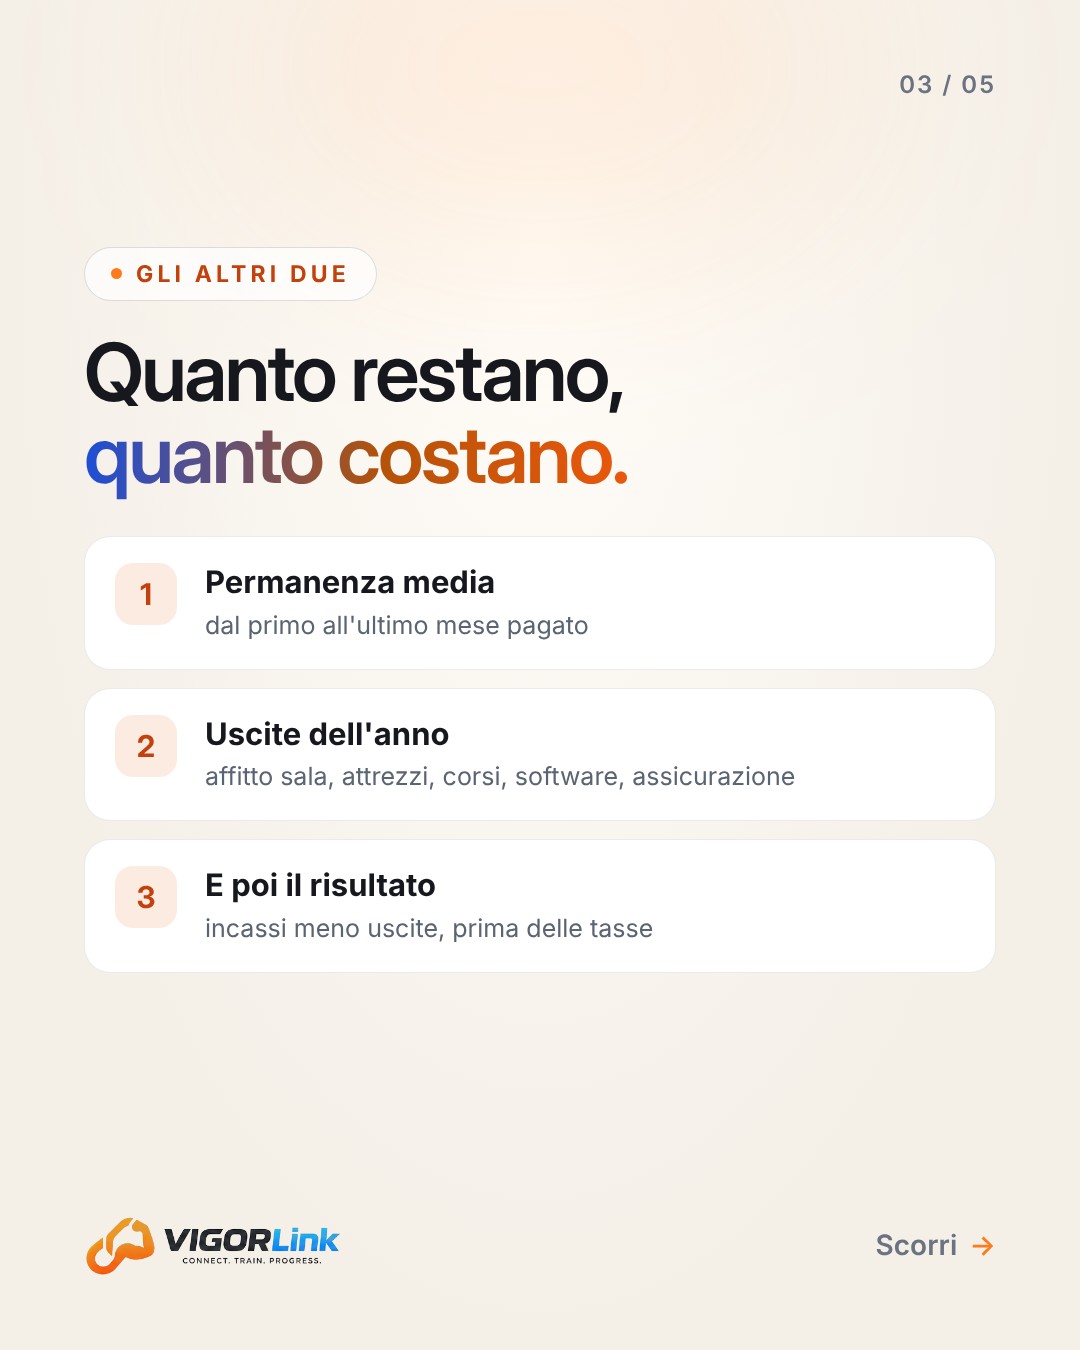 03 / 05
GLI ALTRI DUE
Quanto restano,
quanto costano.
1
Permanenza media
dal primo all'ultimo mese pagato
2
Uscite dell'anno
affitto sala, attrezzi, corsi, software, assicurazione
3
E poi il risultato
incassi meno uscite, prima delle tasse
VIGORLink
CONNECT. TRAIN. PROGRESS.
Scorri →